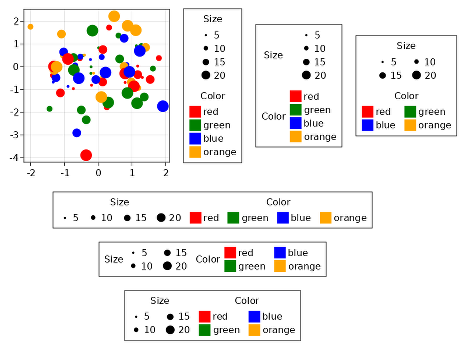 2
1
0
-1
-2
-3
-4
-2 -1 0 1 2
Size
5
10
15
20
Color
red
green
blue
orange
Size
5
10
15
20
Color
red
green
blue
orange
Size
5 10
15 20
Color
red green
blue orange
Size Color
5 10 15 20 red green blue orange
Size 5 15 Color red blue
10 20 green orange
Size Color
5 15 red blue
10 20 green orange